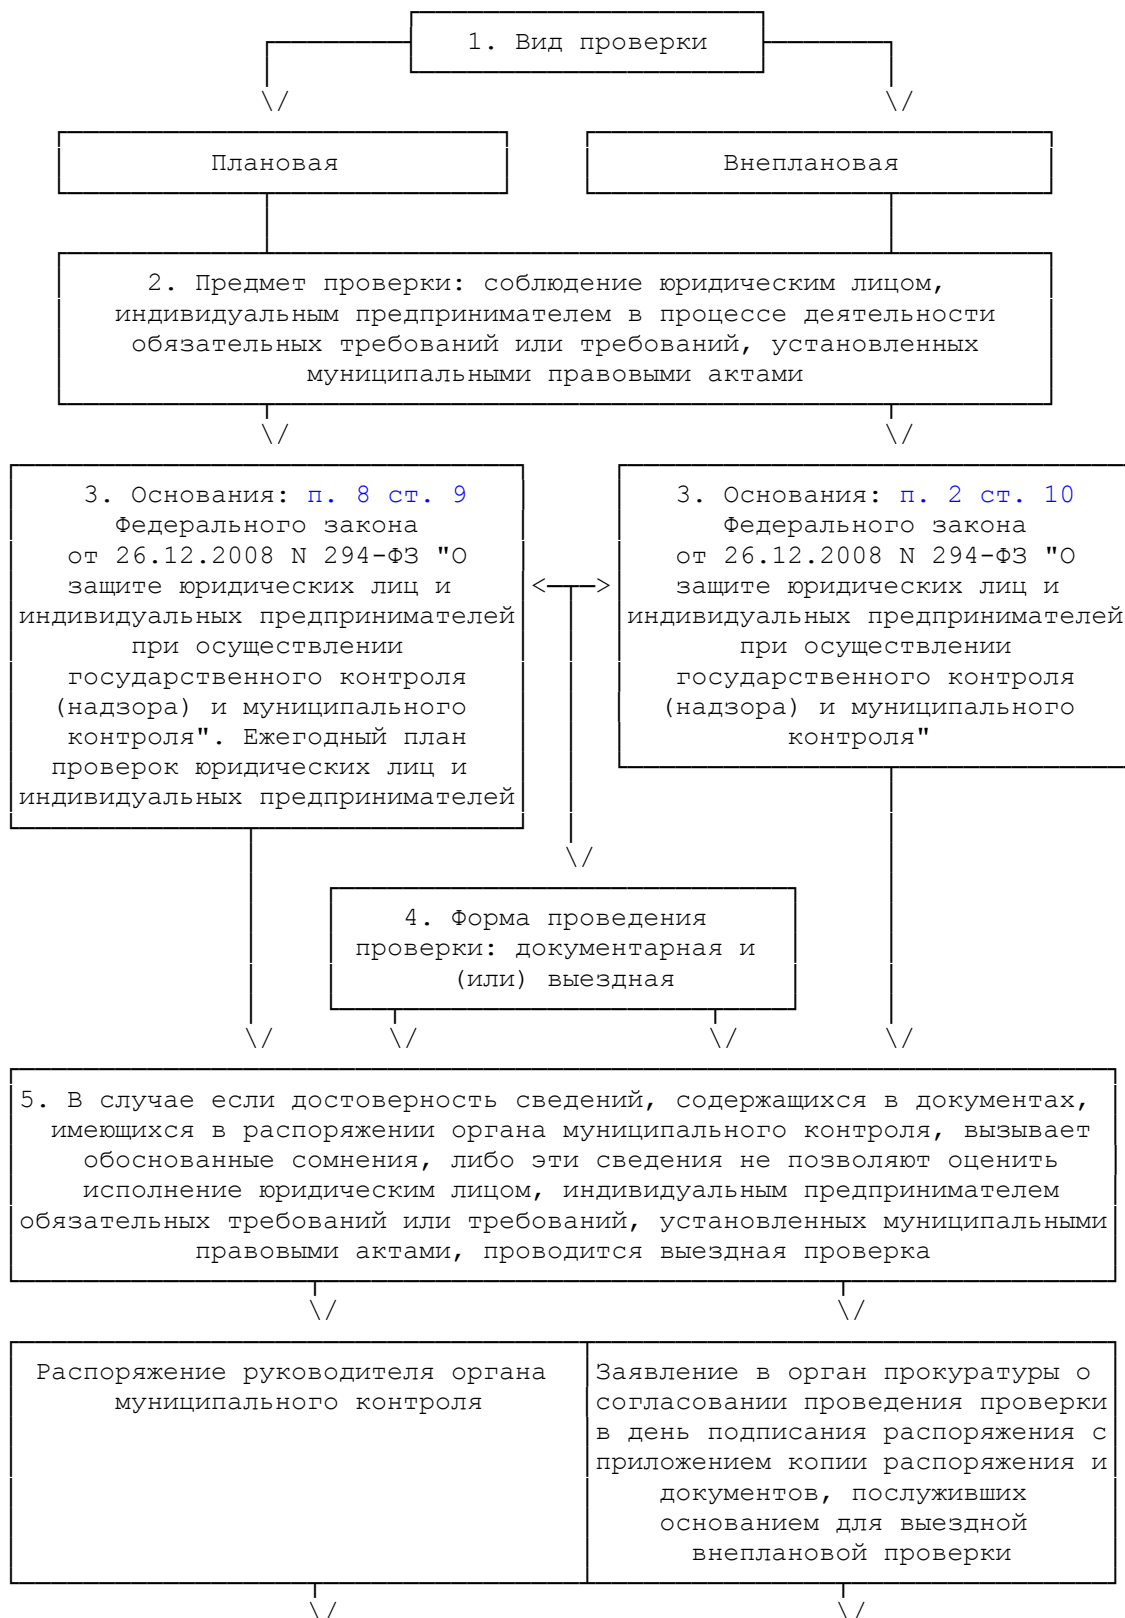 1. Вид проверки
\/ \/
Плановая Внеплановая
2. Предмет проверки: соблюдение юридическим лицом,
индивидуальным предпринимателем в процессе деятельности
обязательных требований или требований, установленных
муниципальными правовыми актами
\/ \/
3. Основания: п. 8 ст. 9
Федерального закона
от 26.12.2008 N 294-ФЗ "О
защите юридических лиц и
индивидуальных предпринимателей
при осуществлении
государственного контроля
(надзора) и муниципального
контроля". Ежегодный план
проверок юридических лиц и
индивидуальных предпринимателей
<-->
3. Основания: п. 2 ст. 10
Федерального закона
от 26.12.2008 N 294-ФЗ "О
защите юридических лиц и
индивидуальных предпринимателей
при осуществлении
государственного контроля
(надзора) и муниципального
контроля"
\/
4. Форма проведения
проверки: документарная и
(или) выездная
\/ \/ \/ \/
5. В случае если достоверность сведений, содержащихся в документах,
имеющихся в распоряжении органа муниципального контроля, вызывает
обоснованные сомнения, либо эти сведения не позволяют оценить
исполнение юридическим лицом, индивидуальным предпринимателем
обязательных требований или требований, установленных муниципальными
правовыми актами, проводится выездная проверка
\/ \/
Распоряжение руководителя органа
муниципального контроля
Заявление в орган прокуратуры о
согласовании проведения проверки
в день подписания распоряжения с
приложением копии распоряжения и
документов, послуживших
основанием для выездной
внеплановой проверки
\/ \/